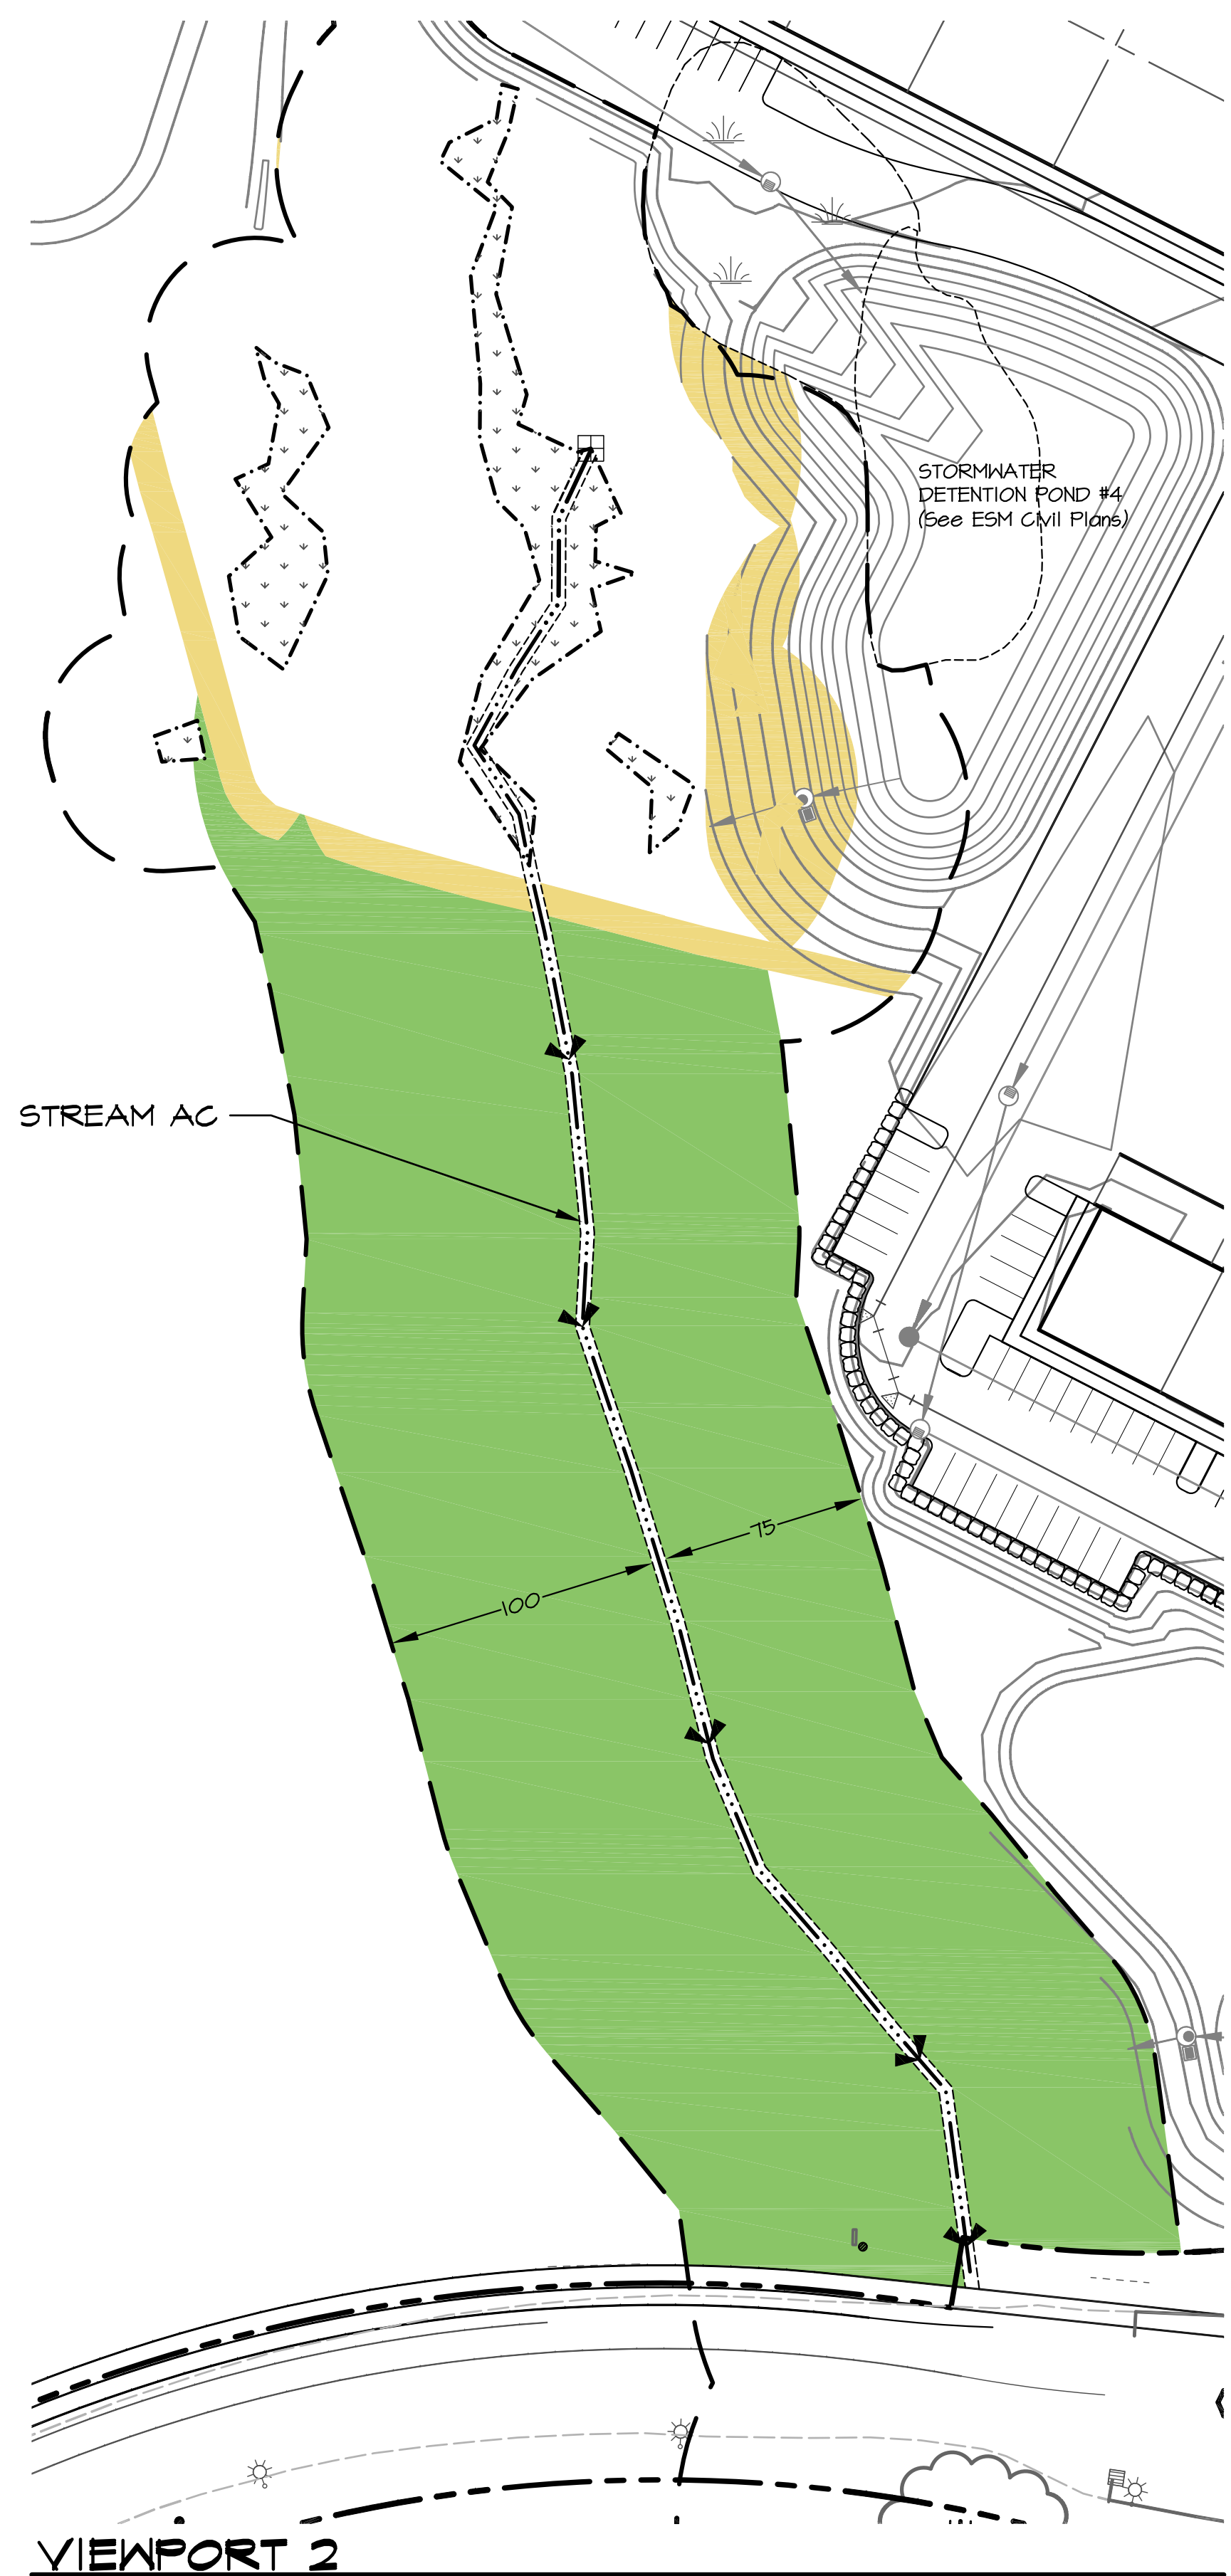 STORMWATER
DETENTION POND #4
(See ESM Civil Plans)
STREAM AC
75
100
VIEWPORT 2